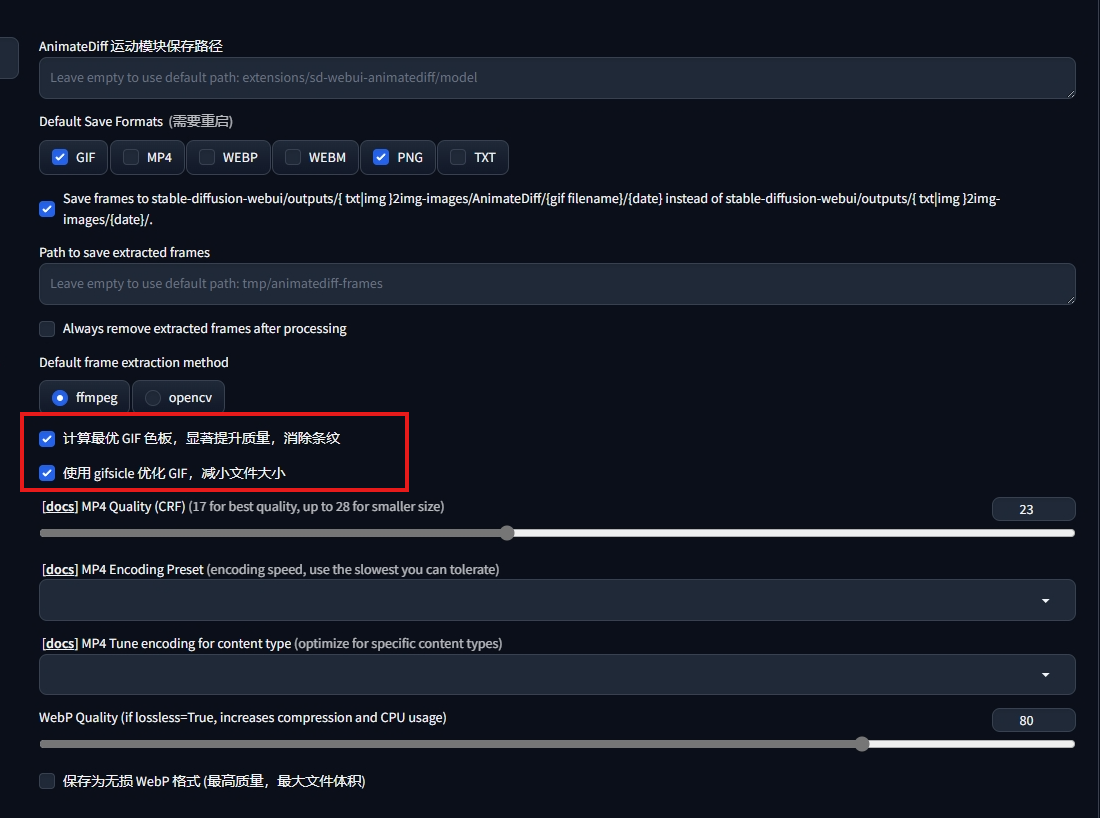 AnimateDiff 运动模块保存路径
Leave empty to use default path: extensions/sd-webui-animatediff/model
Default Save Formats (需要重启)
GIF MP4 WEBP WEBM PNG TXT
Save frames to stable-diffusion-webui/outputs/{ txt|img }2img-images/AnimateDiff/{gif filename}/{date} instead of stable-diffusion-webui/outputs/{ txt|img }2img-
images/{date}/.
Path to save extracted frames
Leave empty to use default path: tmp/animatediff-frames
Always remove extracted frames after processing
Default frame extraction method
ffmpeg opencv
计算最优 GIF 色板，显著提升质量，消除条纹
使用 gifsicle 优化 GIF，减小文件大小
[docs] MP4 Quality (CRF) (17 for best quality, up to 28 for smaller size) 23
[docs] MP4 Encoding Preset (encoding speed, use the slowest you can tolerate)
[docs] MP4 Tune encoding for content type (optimize for specific content types)
WebP Quality (if lossless=True, increases compression and CPU usage) 80
保存为无损 WebP 格式 (最高质量，最大文件体积)